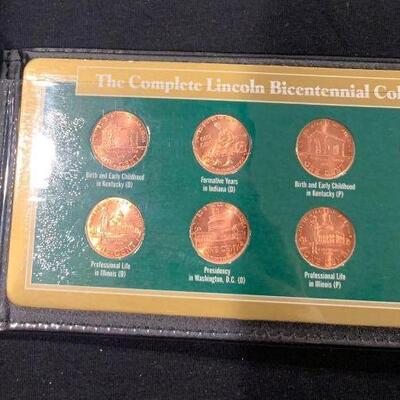 The Complete Lincoln Bicentennial Col
Birth and Early Childhood
in Kentucky (D)
Formative Years
in Indiana (D)
Birth and Early Childhood
in Kentucky (P)
Professional Life
in Illinois (D)
Presidency
in Washington, D.C. (D)
Professional Life
in Illinois (P)